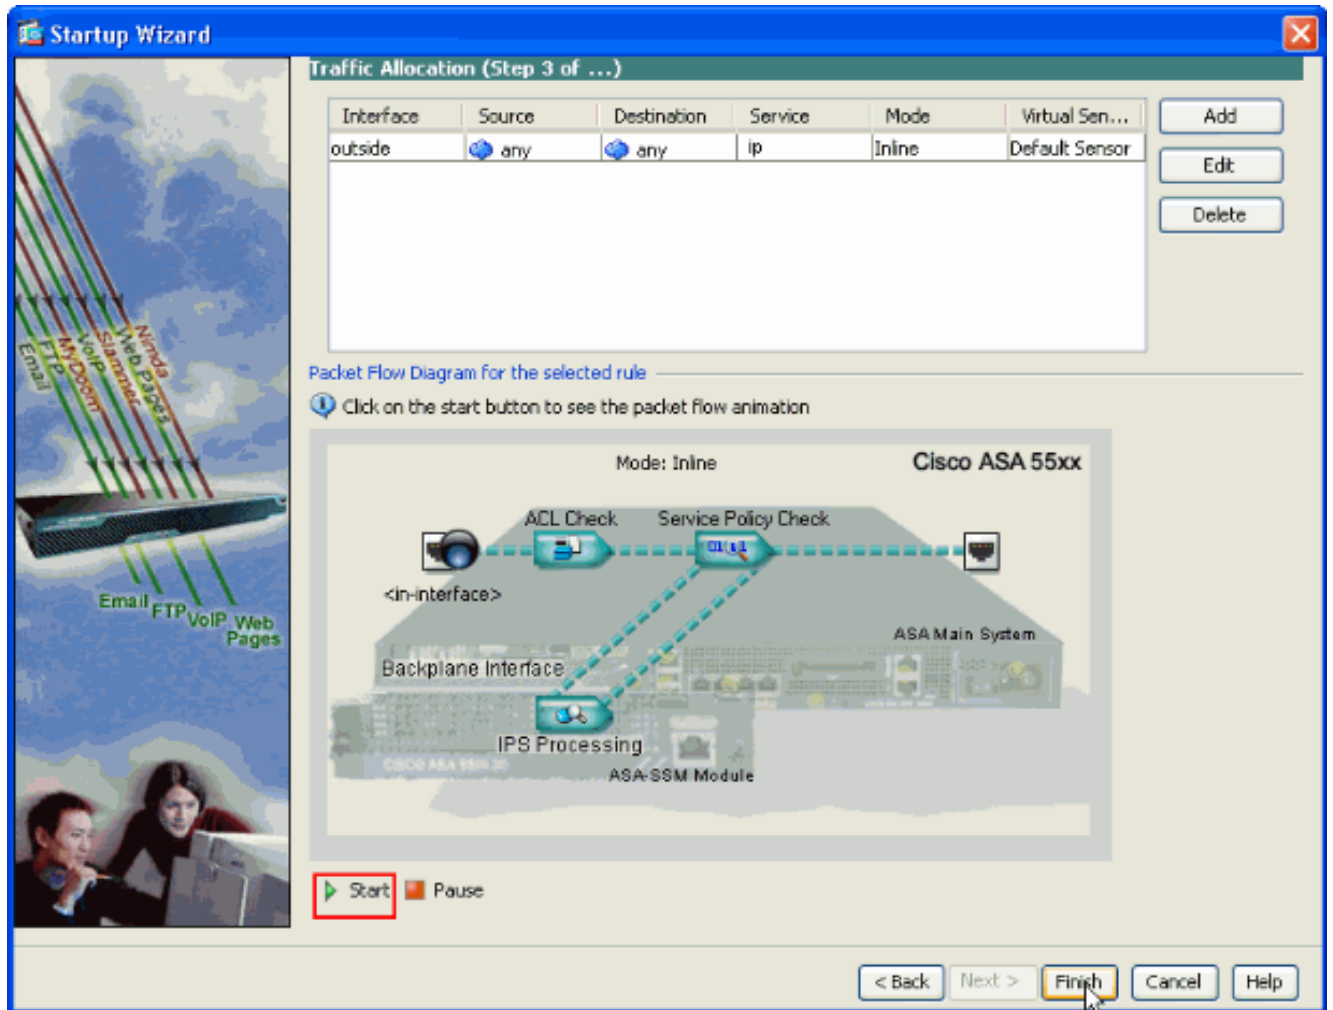 Startup Wizard
Traffic Allocation (Step 3 of ...)
Interface Source Destination Service Mode Virtual Sen...
outside any any ip Inline Default Sensor
Add
Edit
Delete
Nimda
Web Pages
Slammer
VoIP
MyDoom
FTP
Email
Email FTP VoIP Web Pages
Packet Flow Diagram for the selected rule
Click on the start button to see the packet flow animation
Mode: Inline Cisco ASA 55xx
ACL Check Service Policy Check
<in-interface>
ASA Main System
Backplane Interface
IPS Processing
ASA-SSM Module
Start Pause
< Back Next > Finish Cancel Help